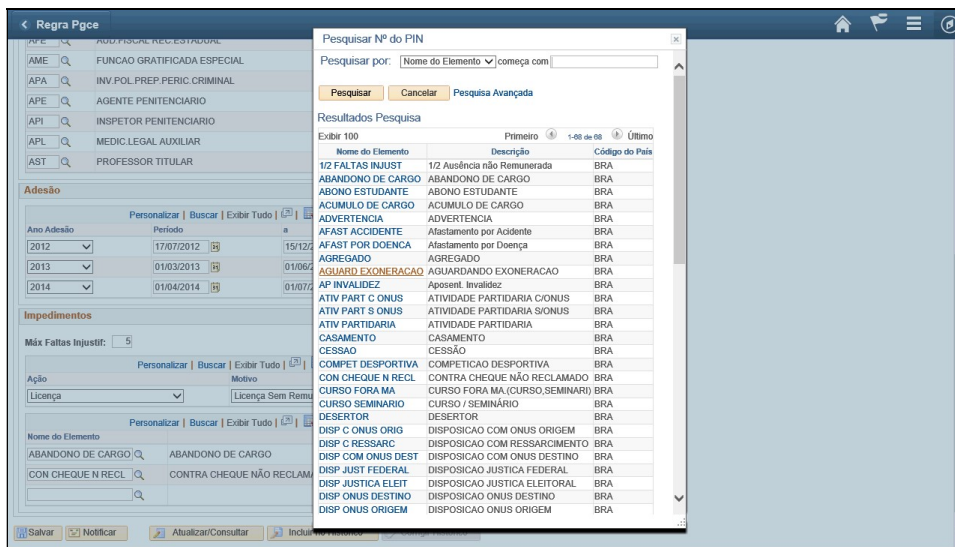 Regra Pgce
AUD.FISCAL REC.ESTADUAL
AME FUNCAO GRATIFICADA ESPECIAL
APA INV.POL.PREP.PERIC.CRIMINAL
APE AGENTE PENITENCIARIO
API INSPETOR PENITENCIARIO
APL MEDIC.LEGAL AUXILIAR
AST PROFESSOR TITULAR
Adesão
Personalizar | Buscar | Exibir Tudo |
Ano Adesão Período a
2012 17/07/2012 15/12/2
2013 01/03/2013 01/06/2
2014 01/04/2014 01/07/2
Impedimentos
Máx Faltas Injustif: 5
Personalizar | Buscar | Exibir Tudo |
Ação Motivo
Licença Licença Sem Remu
Personalizar | Buscar | Exibir Tudo |
Nome do Elemento
ABANDONO DE CARGO ABANDONO DE CARGO
CON CHEQUE N RECL CONTRA CHEQUE NÃO RECLAMA
Salvar Notificar Atualizar/Consultar Incluir no Histórico Corrigir Histórico
Pesquisar Nº do PIN
Pesquisar por: Nome do Elemento começa com
Pesquisar Cancelar Pesquisa Avançada
Resultados Pesquisa
Exibir 100 Primeiro 1-68 de 68 Último
Nome do Elemento Descrição Código do País
1/2 FALTAS INJUST 1/2 Ausência não Remunerada BRA
ABANDONO DE CARGO ABANDONO DE CARGO BRA
ABONO ESTUDANTE ABONO ESTUDANTE BRA
ACUMULO DE CARGO ACUMULO DE CARGO BRA
ADVERTENCIA ADVERTENCIA BRA
AFAST ACCIDENTE Afastamento por Acidente BRA
AFAST POR DOENCA Afastamento por Doença BRA
AGREGADO AGREGADO BRA
AGUARD EXONERACAO AGUARDANDO EXONERACAO BRA
AP INVALIDEZ Aposent. Invalidez BRA
ATIV PART C ONUS ATIVIDADE PARTIDARIA C/ONUS BRA
ATIV PART S ONUS ATIVIDADE PARTIDARIA S/ONUS BRA
ATIV PARTIDARIA ATIVIDADE PARTIDARIA BRA
CASAMENTO CASAMENTO BRA
CESSAO CESSÃO BRA
COMPET DESPORTIVA COMPETICAO DESPORTIVA BRA
CON CHEQUE N RECL CONTRA CHEQUE NÃO RECLAMADO BRA
CURSO FORA MA CURSO FORA MA.(CURSO,SEMINARI) BRA
CURSO SEMINARIO CURSO / SEMINÁRIO BRA
DESERTOR DESERTOR BRA
DISP C ONUS ORIG DISPOSICAO COM ONUS ORIGEM BRA
DISP C RESSARC DISPOSICAO COM RESSARCIMENTO BRA
DISP COM ONUS DEST DISPOSICAO COM ONUS DESTINO BRA
DISP JUST FEDERAL DISPOSICAO JUSTICA FEDERAL BRA
DISP JUSTICA ELEIT DISPOSICAO JUSTICA ELEITORAL BRA
DISP ONUS DESTINO DISPOSICAO ONUS DESTINO BRA
DISP ONUS ORIGEM DISPOSICAO ONUS ORIGEM BRA